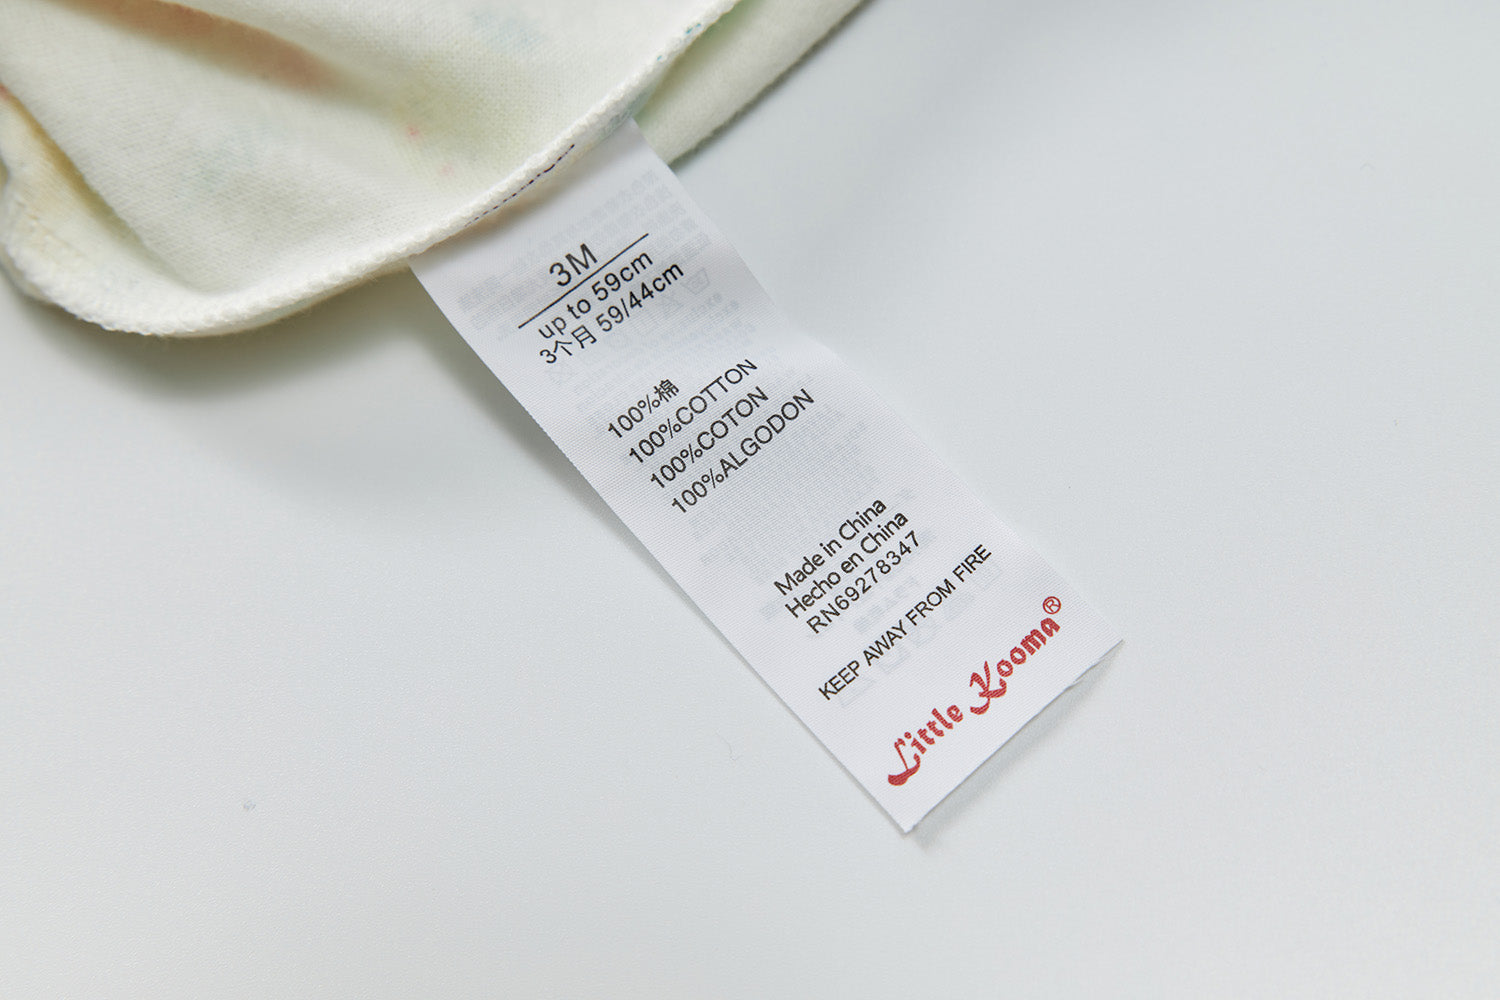 3M
up to 59cm
3个月 59/44cm
100%棉
100%COTTON
100%COTON
100%ALGODON
Made in China
Hecho en China
RN69278347
KEEP AWAY FROM FIRE
Little Kooma®